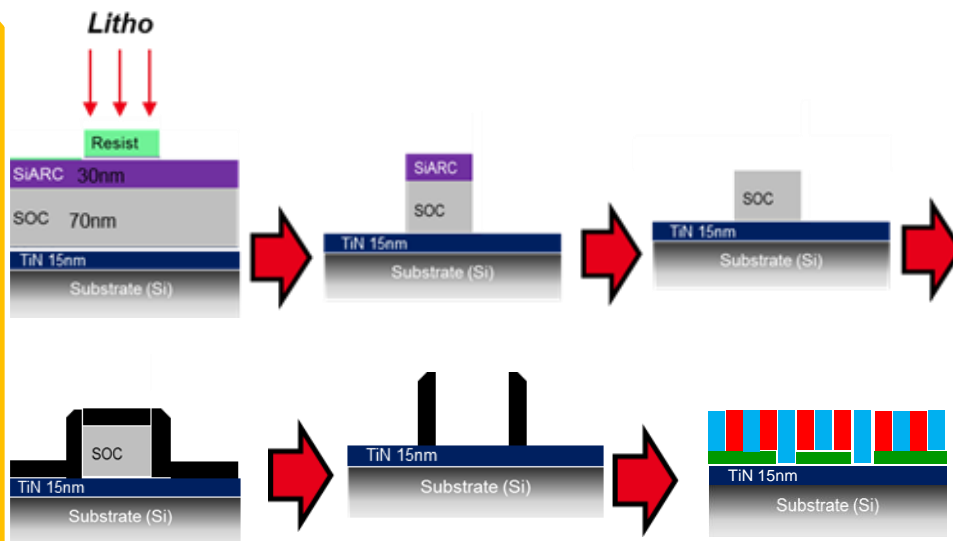 Litho
Resist
SiARC 30nm
SOC 70nm
TiN 15nm
Substrate (Si)
SiARC
SOC
TiN 15nm
Substrate (Si)
SOC
TiN 15nm
Substrate (Si)
SOC
TiN 15nm
Substrate (Si)
TiN 15nm
Substrate (Si)
TiN 15nm
Substrate (Si)